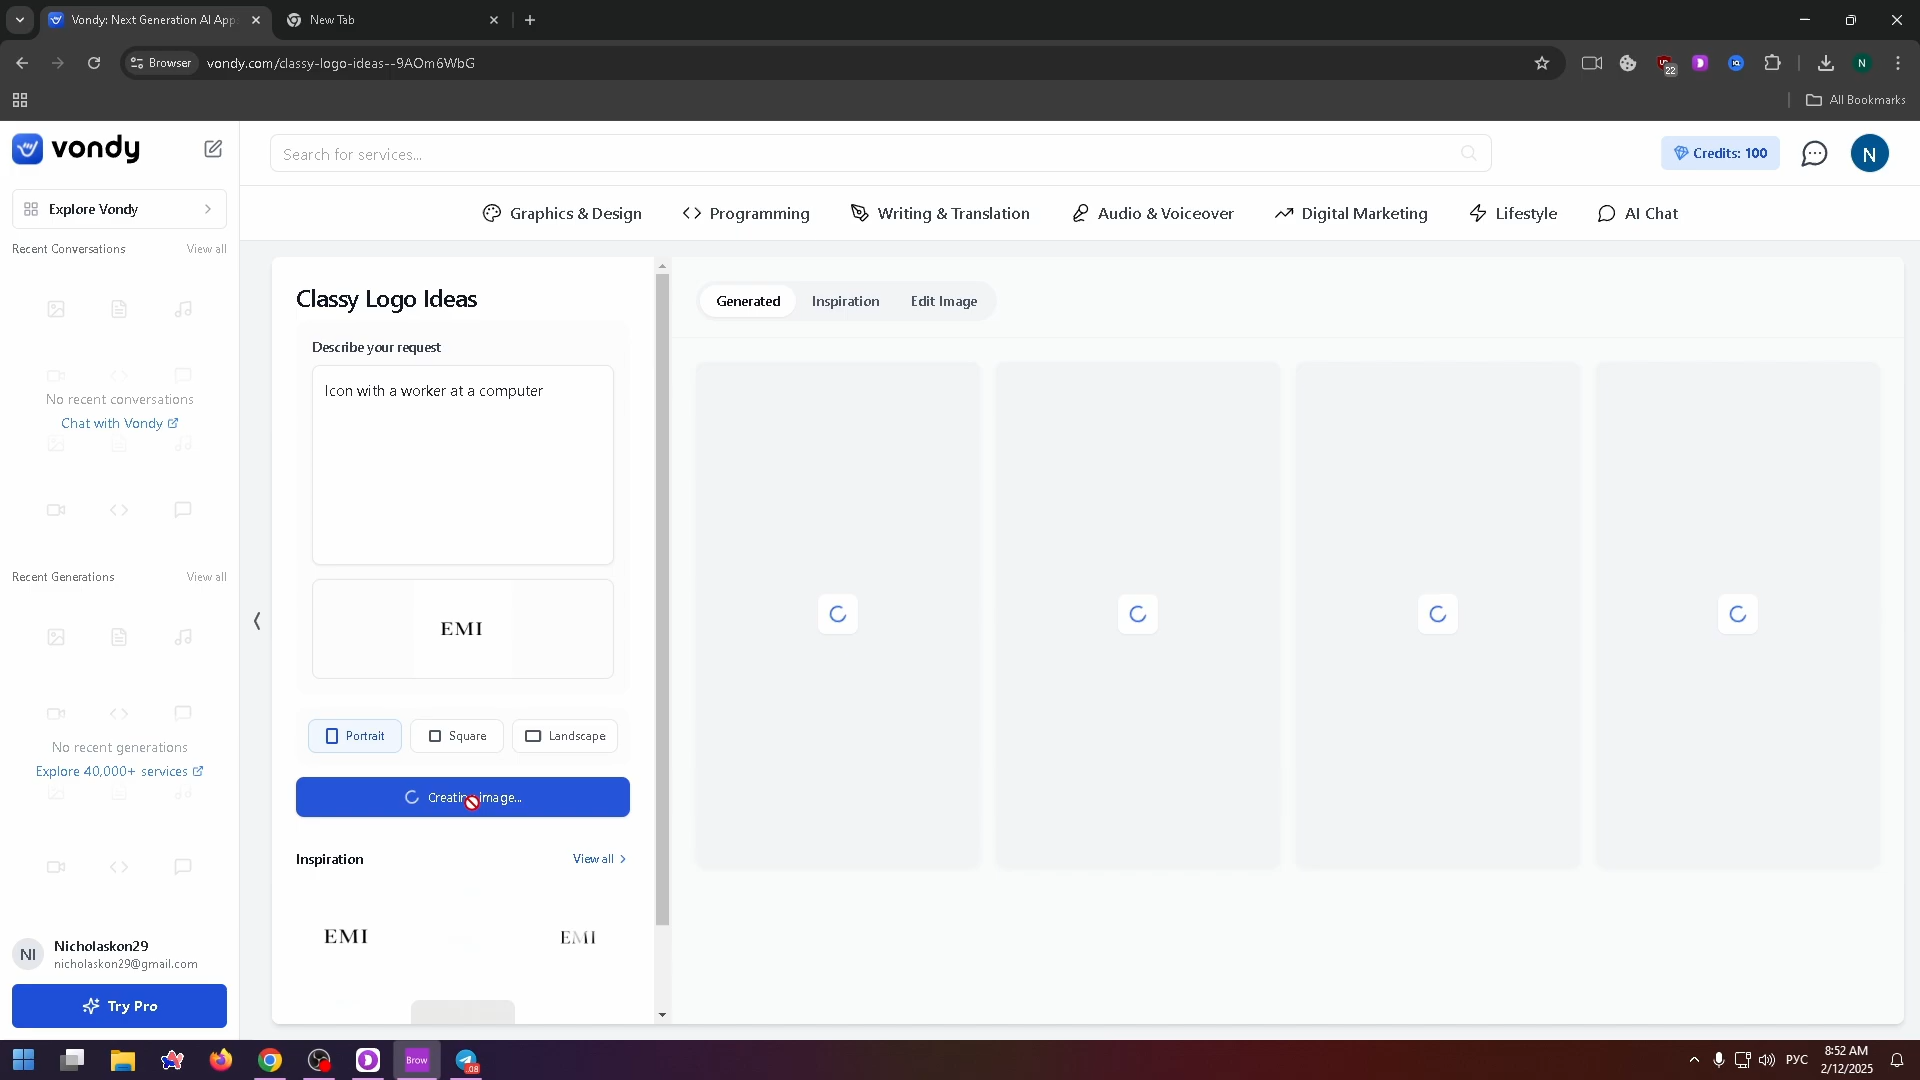 Vondy: Next Generation AI App
New Tab
Browser
vondy.com/classy-logo-ideas--9AOm6WbG
22
N
All Bookmarks
vondy
Search for services...
Credits: 100
N
Explore Vondy
Graphics & Design
Programming
Writing & Translation
Audio & Voiceover
Digital Marketing
Lifestyle
AI Chat
Recent Conversations
View all
No recent conversations
Chat with Vondy
Recent Generations
View all
No recent generations
Explore 40,000+ services
NI
Nicholaskon29
nicholaskon29@gmail.com
Try Pro
Classy Logo Ideas
Describe your request
Icon with a worker at a computer
EMI
Portrait
Square
Landscape
Creating image...
Inspiration
View all
EMI
EMI
Generated
Inspiration
Edit Image
Brow
.08
РУС
8:52 AM
2/12/2025